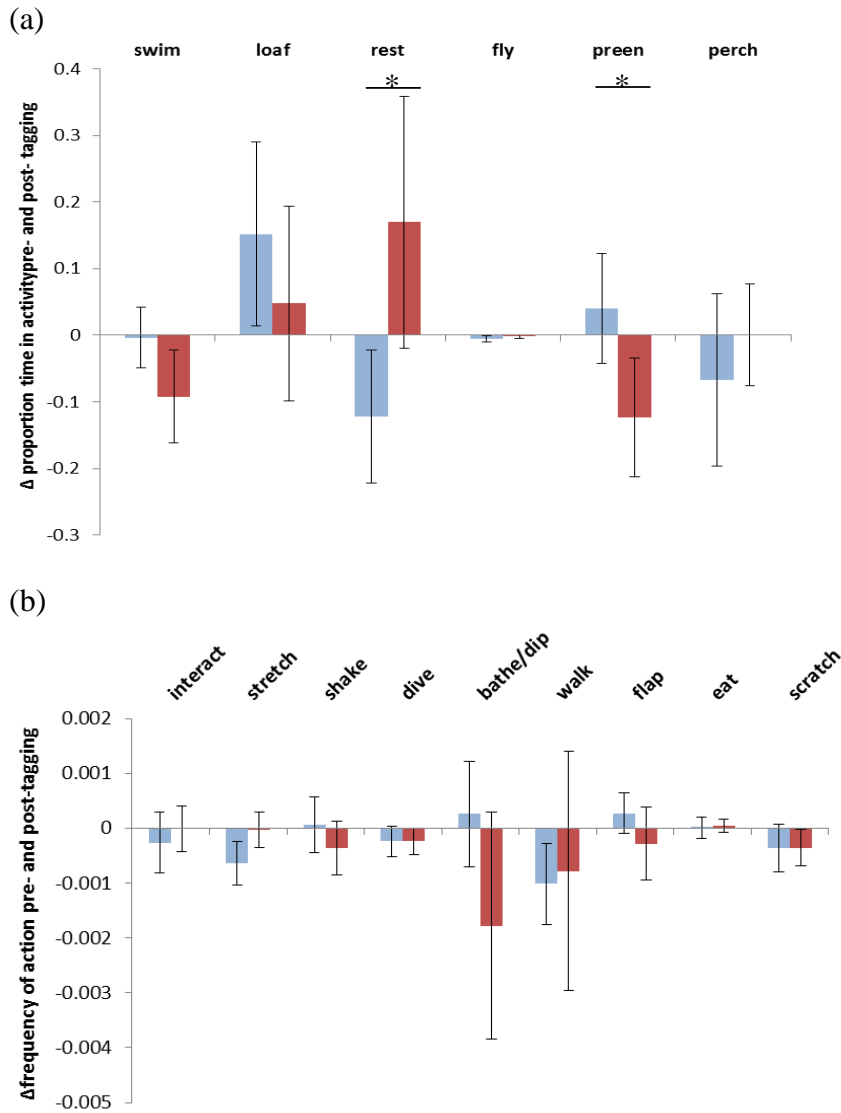 (a)
swim loaf rest fly preen perch
* *
0.4
0.3
0.2
0.1
0
-0.1
-0.2
-0.3
Δ proportion time in activitypre- and post- tagging
(b)
interact stretch shake dive bathe/dip walk flap eat scratch
0.002
0.001
0
-0.001
-0.002
-0.003
-0.004
-0.005
Δfrequency of action pre- and post-tagging